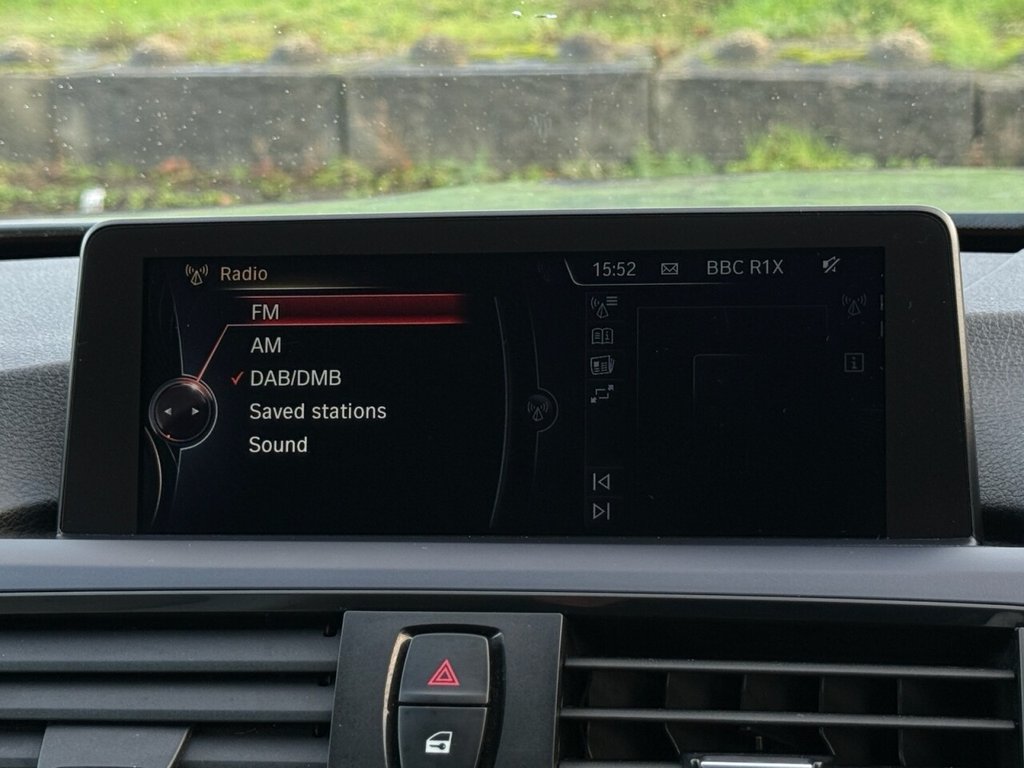 Radio
15:52 BBC R1X
FM
AM
DAB/DMB
Saved stations
Sound